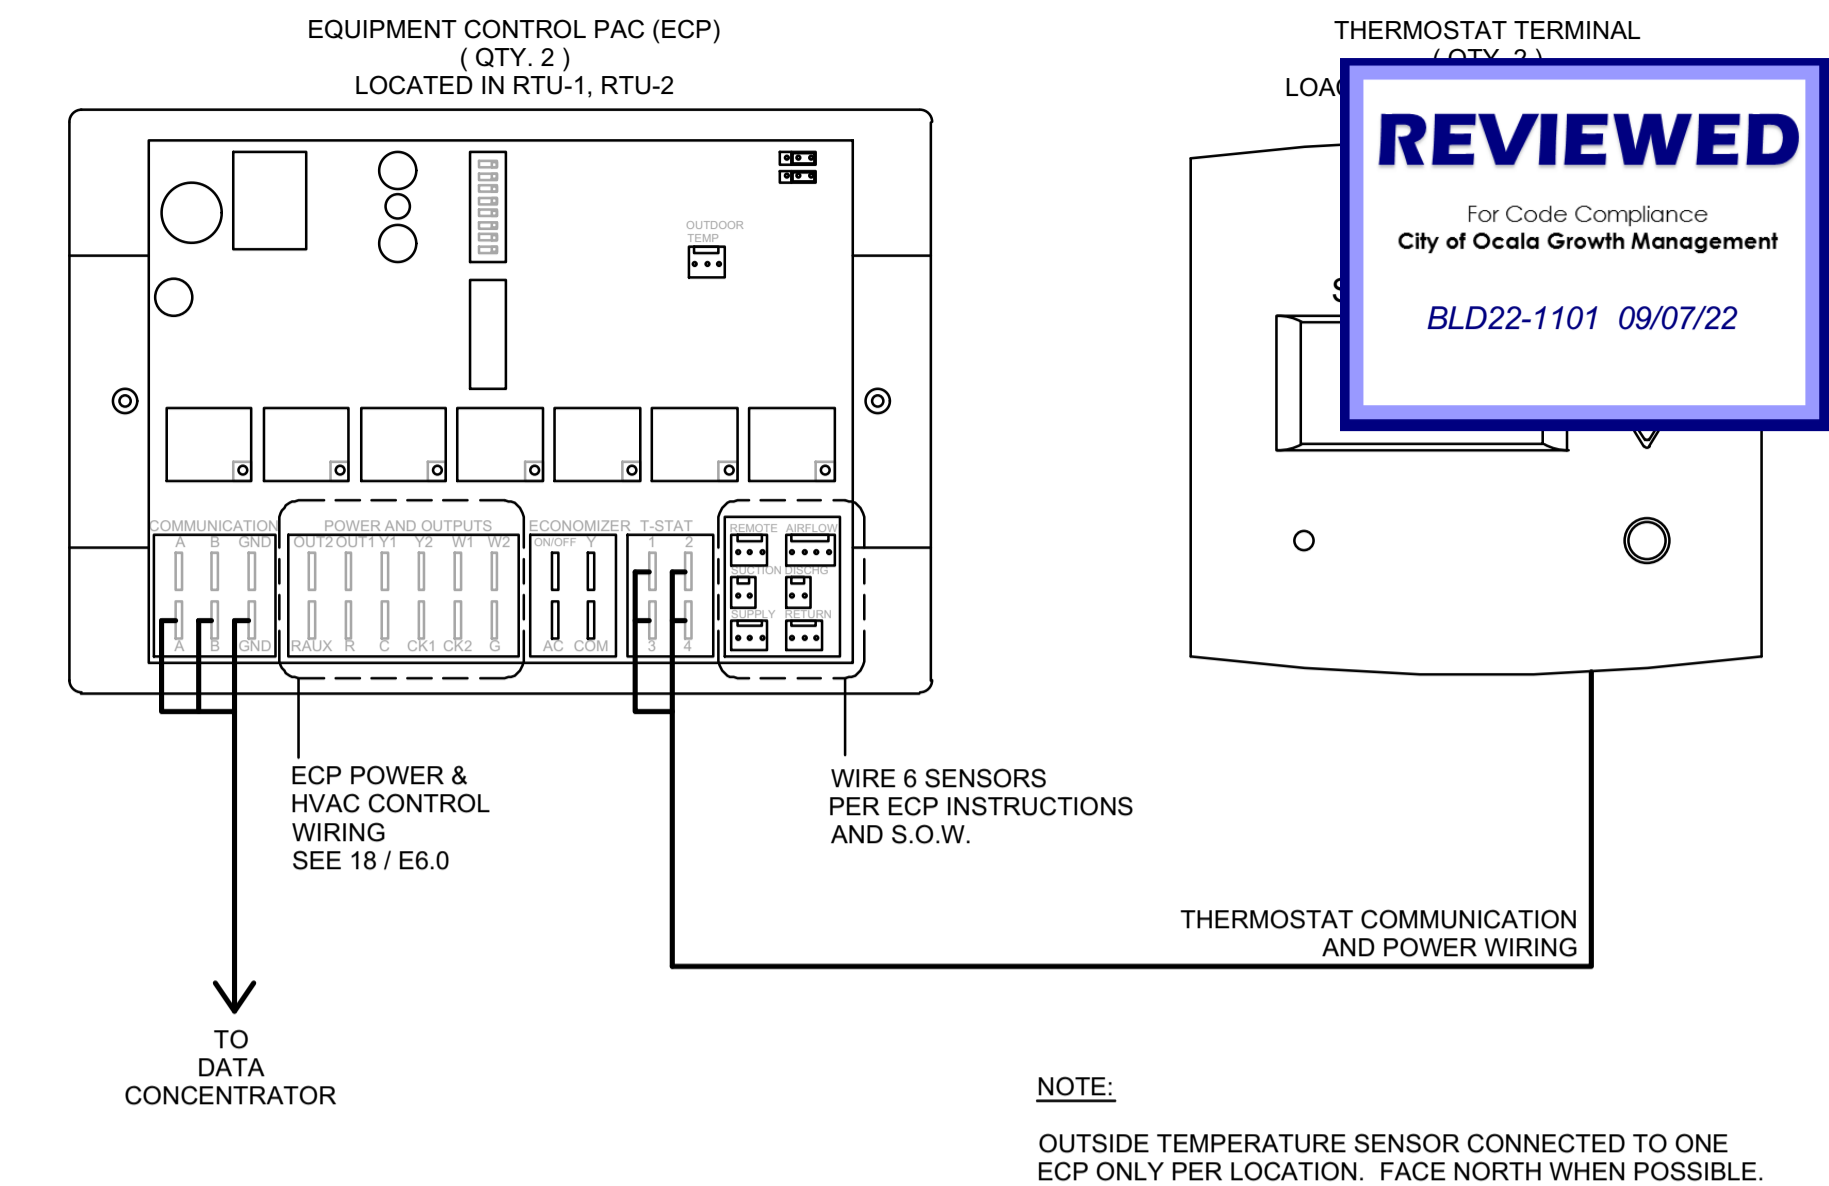 EQUIPMENT CONTROL PAC (ECP)
( QTY. 2 )
LOCATED IN RTU-1, RTU-2
THERMOSTAT TERMINAL
REVIEWED
For Code Compliance
City of Ocala Growth Management
BLD22-1101 09/07/22
OUTDOOR
TEMP
COMMUNICATION
A B GND
A B GND
POWER AND OUTPUTS
OUT2 OUT1 Y1 Y2 W1 W2
RAUX R C CK1 CK2 G
ECONOMIZER
ON/OFF Y
AC COM
T-STAT
1 2
3 4
REMOTE AIRFLOW
SUCTION DISCHG
SUPPLY RETURN
ECP POWER &
HVAC CONTROL
WIRING
SEE 18 / E6.0
WIRE 6 SENSORS
PER ECP INSTRUCTIONS
AND S.O.W.
THERMOSTAT COMMUNICATION
AND POWER WIRING
TO
DATA
CONCENTRATOR
NOTE:
OUTSIDE TEMPERATURE SENSOR CONNECTED TO ONE
ECP ONLY PER LOCATION. FACE NORTH WHEN POSSIBLE.